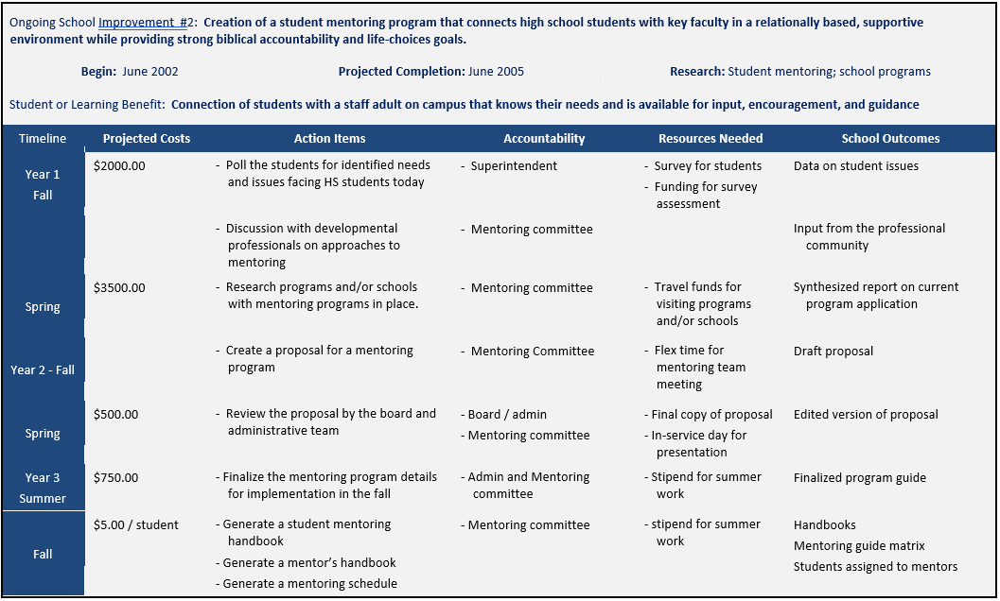 Ongoing School Improvement #2: Creation of a student mentoring program that connects high school students with key faculty in a relationally based, supportive
environment while providing strong biblical accountability and life-choices goals.
Begin: June 2002 Projected Completion: June 2005 Research: Student mentoring; school programs
Student or Learning Benefit: Connection of students with a staff adult on campus that knows their needs and is available for input, encouragement, and guidance
Timeline Projected Costs Action Items Accountability Resources Needed School Outcomes
Year 1
Fall
$2000.00
- Poll the students for identified needs
and issues facing HS students today
- Superintendent
- Survey for students
- Funding for survey
assessment
Data on student issues
- Discussion with developmental
professionals on approaches to
mentoring
- Mentoring committee
Input from the professional
community
Spring
$3500.00
- Research programs and/or schools
with mentoring programs in place.
- Mentoring committee
- Travel funds for
visiting programs
and/or schools
Synthesized report on current
program application
Year 2 - Fall
- Create a proposal for a mentoring
program
- Mentoring Committee
- Flex time for
mentoring team
meeting
Draft proposal
Spring
$500.00
- Review the proposal by the board and
administrative team
- Board / admin
- Mentoring committee
- Final copy of proposal
- In-service day for
presentation
Edited version of proposal
Year 3
Summer
$750.00
- Finalize the mentoring program details
for implementation in the fall
- Admin and Mentoring
committee
- Stipend for summer
work
Finalized program guide
Fall
$5.00 / student
- Generate a student mentoring
handbook
- Generate a mentor's handbook
- Generate a mentoring schedule
- Mentoring committee
- stipend for summer
work
Handbooks
Mentoring guide matrix
Students assigned to mentors